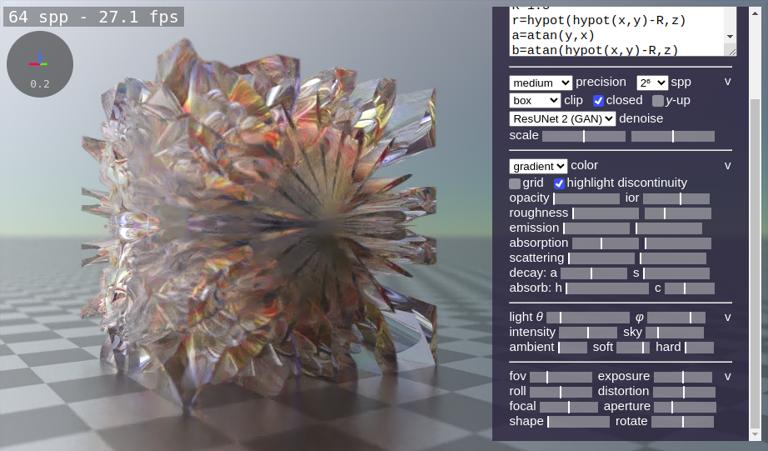 64 spp - 27.1 fps
0.2
r=hypot(hypot(x,y)-R,z)
a=atan(y,x)
b=atan(hypot(x,y)-R,z)
medium precision 2⁶ spp v
box clip closed y-up
ResUNet 2 (GAN) denoise
scale
gradient color v
grid highlight discontinuity
opacity ior
roughness
emission
absorption
scattering
decay: a s
absorb: h c
light θ φ v
intensity sky
ambient soft hard
fov exposure v
roll distortion
focal aperture
shape rotate